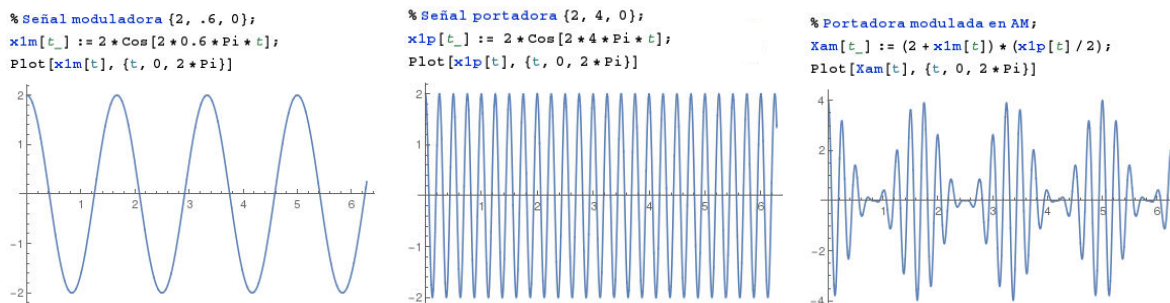 % Señal moduladora {2, .6, 0};
x1m[t_] := 2 * Cos[2 * 0.6 * Pi * t];
Plot[x1m[t], {t, 0, 2 * Pi}]
2
1
-1
-2
1 2 3 4 5 6
% Señal portadora {2, 4, 0};
x1p[t_] := 2 * Cos[2 * 4 * Pi * t];
Plot[x1p[t], {t, 0, 2 * Pi}]
2
1
-1
-2
1 2 3 4 5 6
% Portadora modulada en AM;
Xam[t_] := (2 + x1m[t]) * (x1p[t] / 2);
Plot[Xam[t], {t, 0, 2 * Pi}]
4
2
-2
-4
1 2 3 4 5 6